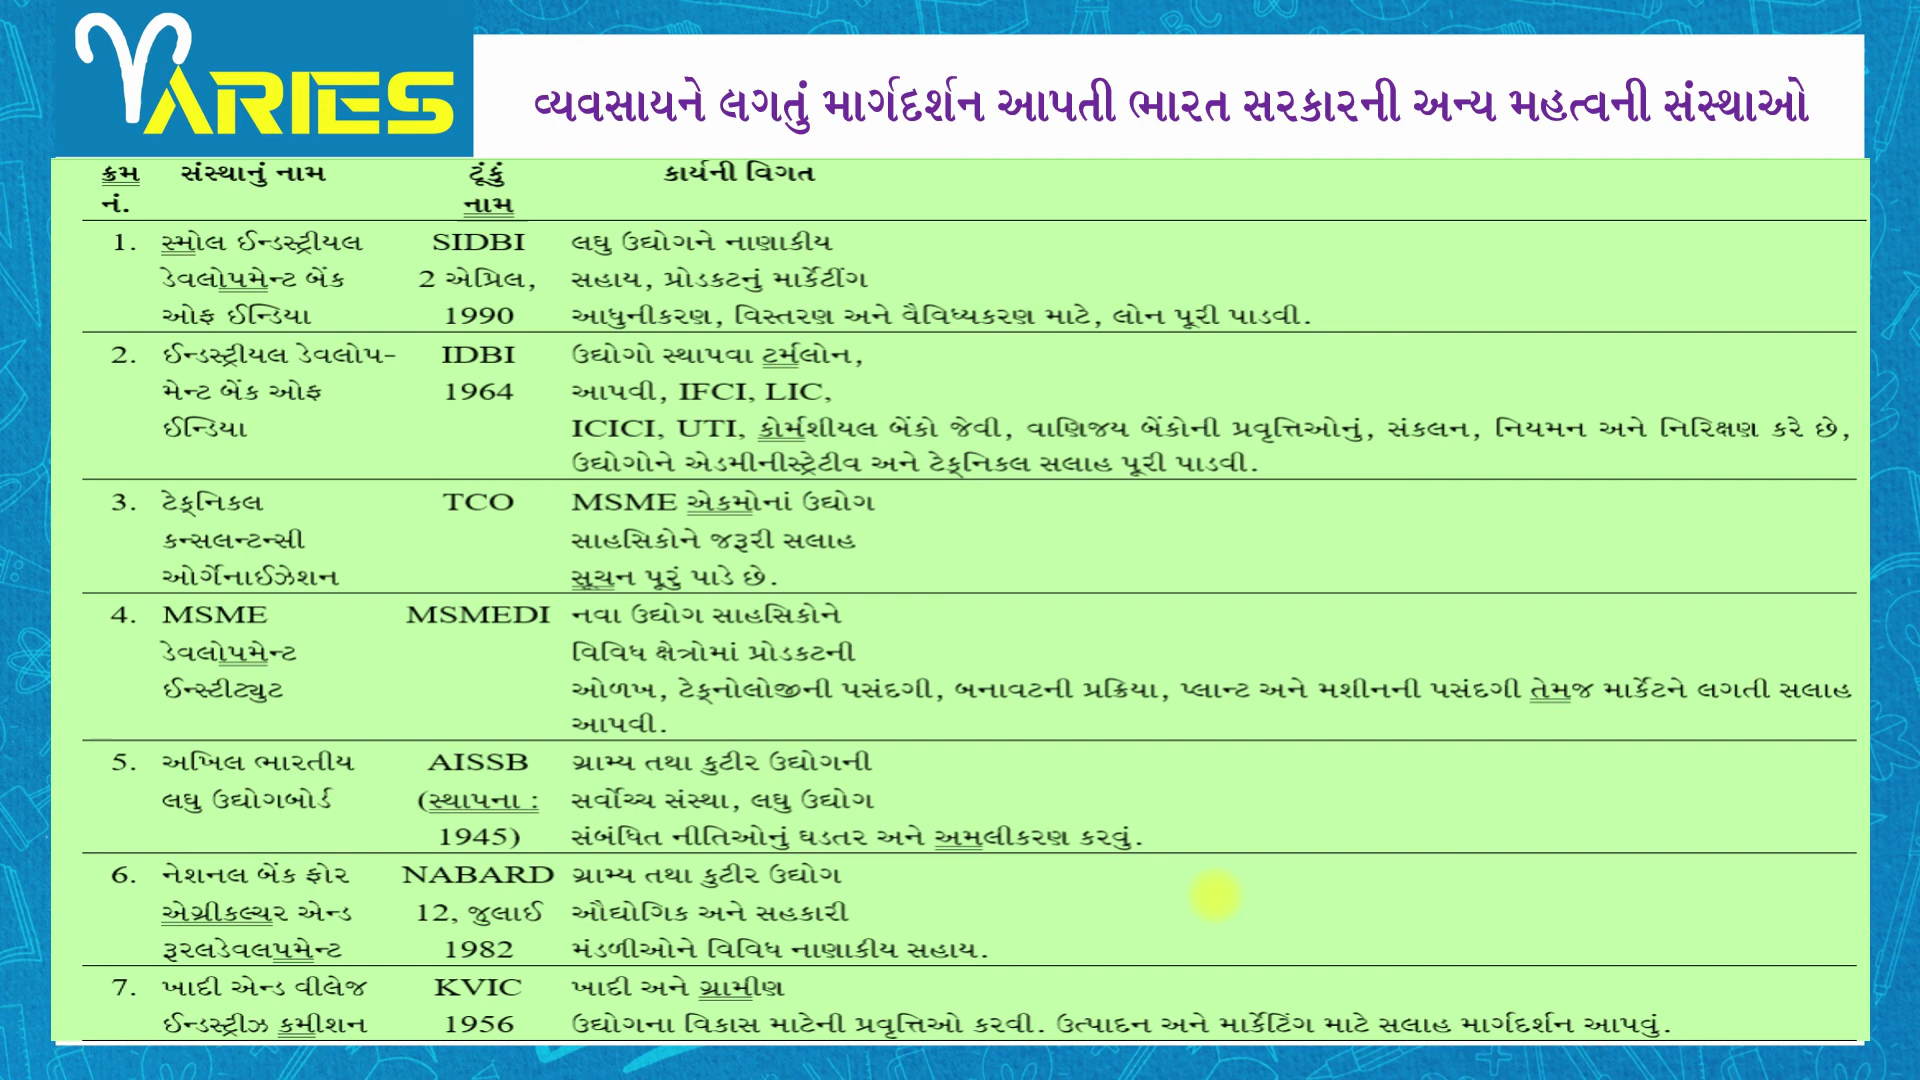 ARIES
વ્યવસાયને લગતું માર્ગદર્શન આપતી ભારત સરકારની અન્ય મહત્વની સંસ્થાઓ
ક્રમ નં. સંસ્થાનું નામ ટૂંકું નામ કાર્યની વિગત
1. સ્મોલ ઈન્ડસ્ટ્રીયલ SIDBI લઘુ ઉદ્યોગને નાણાકીય
ડેવલોપમેન્ટ બેંક 2 એપ્રિલ, સહાય, પ્રોડકટનું માર્કેટીંગ
ઓફ ઈન્ડિયા 1990 આધુનીકરણ, વિસ્તરણ અને વૈવિધ્યકરણ માટે, લોન પૂરી પાડવી.
2. ઈન્ડસ્ટ્રીયલ ડેવલોપ- IDBI ઉદ્યોગો સ્થાપવા ટર્મલોન,
મેન્ટ બેંક ઓફ 1964 આપવી, IFCI, LIC,
ઈન્ડિયા ICICI, UTI, કોર્મશીયલ બેંકો જેવી, વાણિજય બેંકોની પ્રવૃત્તિઓનું, સંકલન, નિયમન અને નિરિક્ષણ કરે છે,
ઉદ્યોગોને એડમીનીસ્ટ્રેટીવ અને ટેક્નિકલ સલાહ પૂરી પાડવી.
3. ટેક્નિકલ TCO MSME એકમોનાં ઉદ્યોગ
કન્સલન્ટન્સી સાહસિકોને જરૂરી સલાહ
ઓર્ગેનાઈઝેશન સૂચન પૂરું પાડે છે.
4. MSME MSMEDI નવા ઉદ્યોગ સાહસિકોને
ડેવલોપમેન્ટ વિવિધ ક્ષેત્રોમાં પ્રોડકટની
ઈન્સ્ટીટ્યુટ ઓળખ, ટેક્નોલોજીની પસંદગી, બનાવટની પ્રક્રિયા, પ્લાન્ટ અને મશીનની પસંદગી તેમજ માર્કેટને લગતી સલાહ
આપવી.
5. અખિલ ભારતીય AISSB ગ્રામ્ય તથા કુટીર ઉદ્યોગની
લઘુ ઉદ્યોગબોર્ડ (સ્થાપના : સર્વોચ્ચ સંસ્થા, લઘુ ઉદ્યોગ
1945) સંબંધિત નીતિઓનું ઘડતર અને અમલીકરણ કરવું.
6. નેશનલ બેંક ફોર NABARD ગ્રામ્ય તથા કુટીર ઉદ્યોગ
એગ્રીકલ્ચર એન્ડ 12, જુલાઈ ઔદ્યોગિક અને સહકારી
રૂરલડેવલપમેન્ટ 1982 મંડળીઓને વિવિધ નાણાકીય સહાય.
7. ખાદી એન્ડ વીલેજ KVIC ખાદી અને ગ્રામીણ
ઈન્ડસ્ટ્રીઝ કમીશન 1956 ઉદ્યોગના વિકાસ માટેની પ્રવૃત્તિઓ કરવી. ઉત્પાદન અને માર્કેટિંગ માટે સલાહ માર્ગદર્શન આપવું.